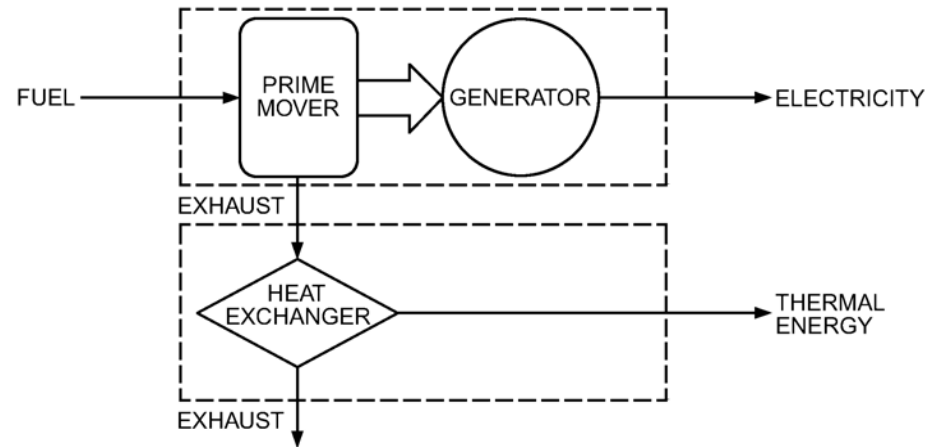 FUEL
PRIME
MOVER
GENERATOR
ELECTRICITY
EXHAUST
HEAT
EXCHANGER
THERMAL
ENERGY
EXHAUST